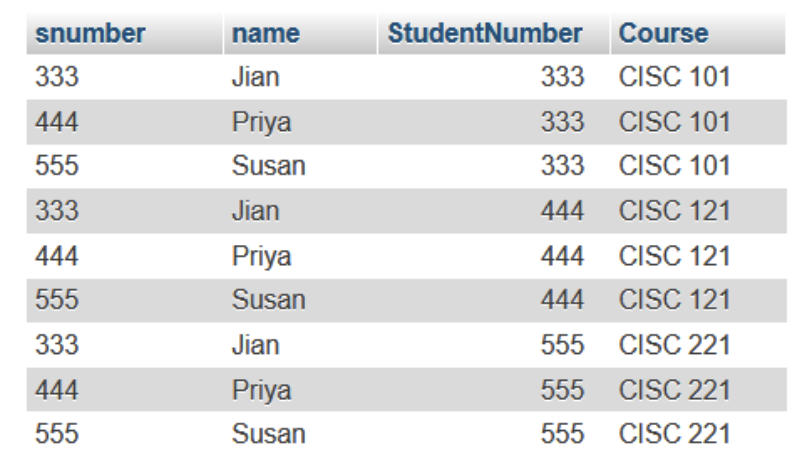 snumber name StudentNumber Course
333 Jian 333 CISC 101
444 Priya 333 CISC 101
555 Susan 333 CISC 101
333 Jian 444 CISC 121
444 Priya 444 CISC 121
555 Susan 444 CISC 121
333 Jian 555 CISC 221
444 Priya 555 CISC 221
555 Susan 555 CISC 221